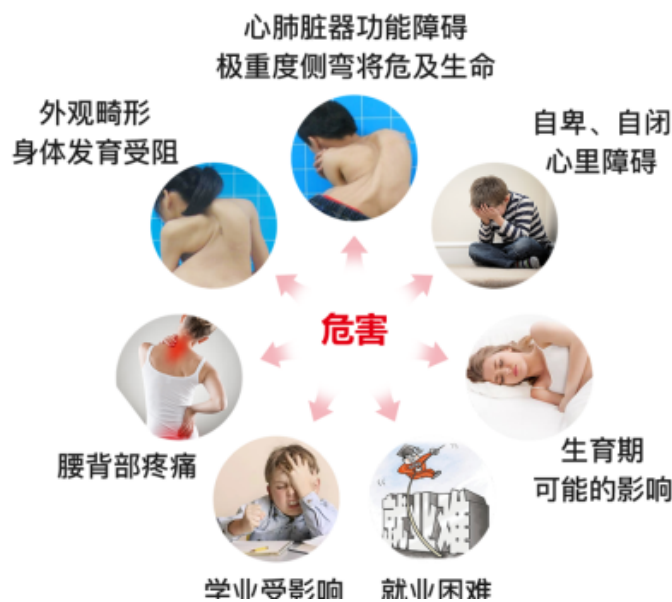 心肺脏器功能障碍
极重度侧弯将危及生命
外观畸形
身体发育受阻
自卑、自闭
心里障碍
危害
腰背部疼痛
生育期
可能的影响
就业难
学业受影响
就业困难